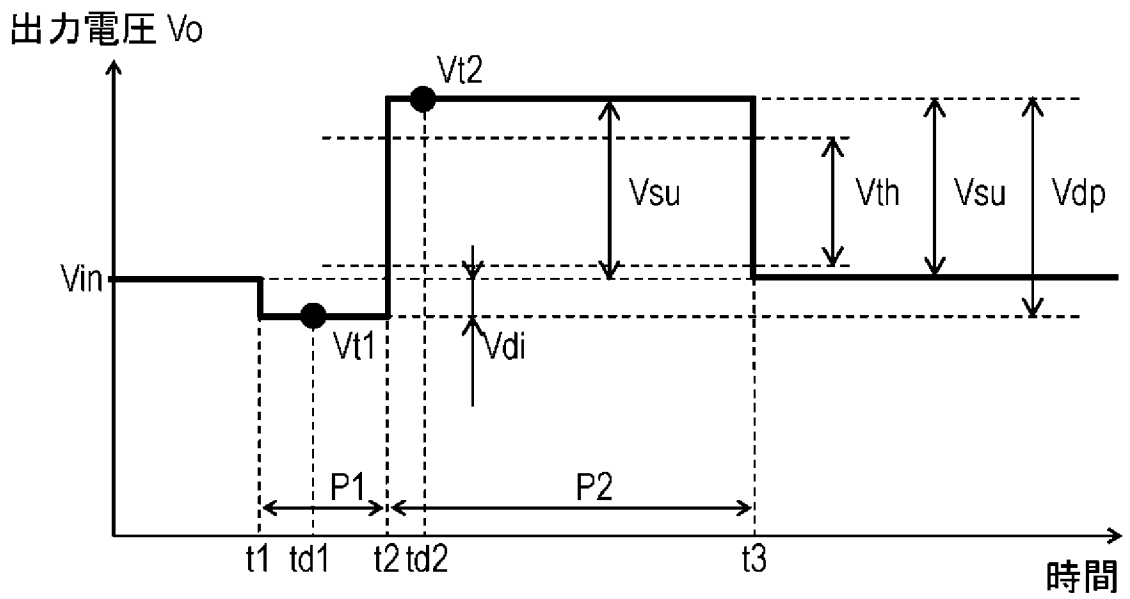 出力電圧 Vo
Vt2
Vsu
Vth
Vsu
Vdp
Vin
Vt1
Vdi
P1
P2
t1
td1
t2
td2
t3
時間